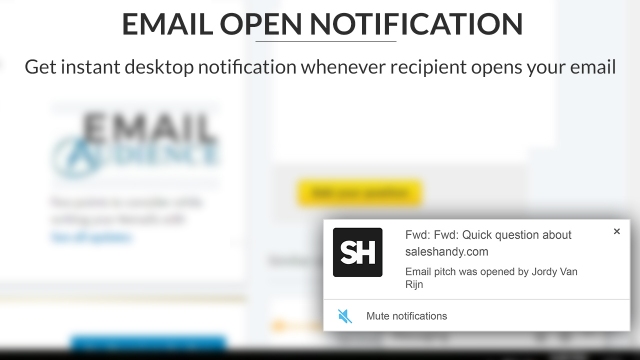 EMAIL OPEN NOTIFICATION
Get instant desktop notification whenever recipient opens your email
EMAIL
AUDIENCE
Fwd: Fwd: Quick question about
saleshandy.com
×
SH
Email pitch was opened by Jordy Van
Rijn
Mute notifications